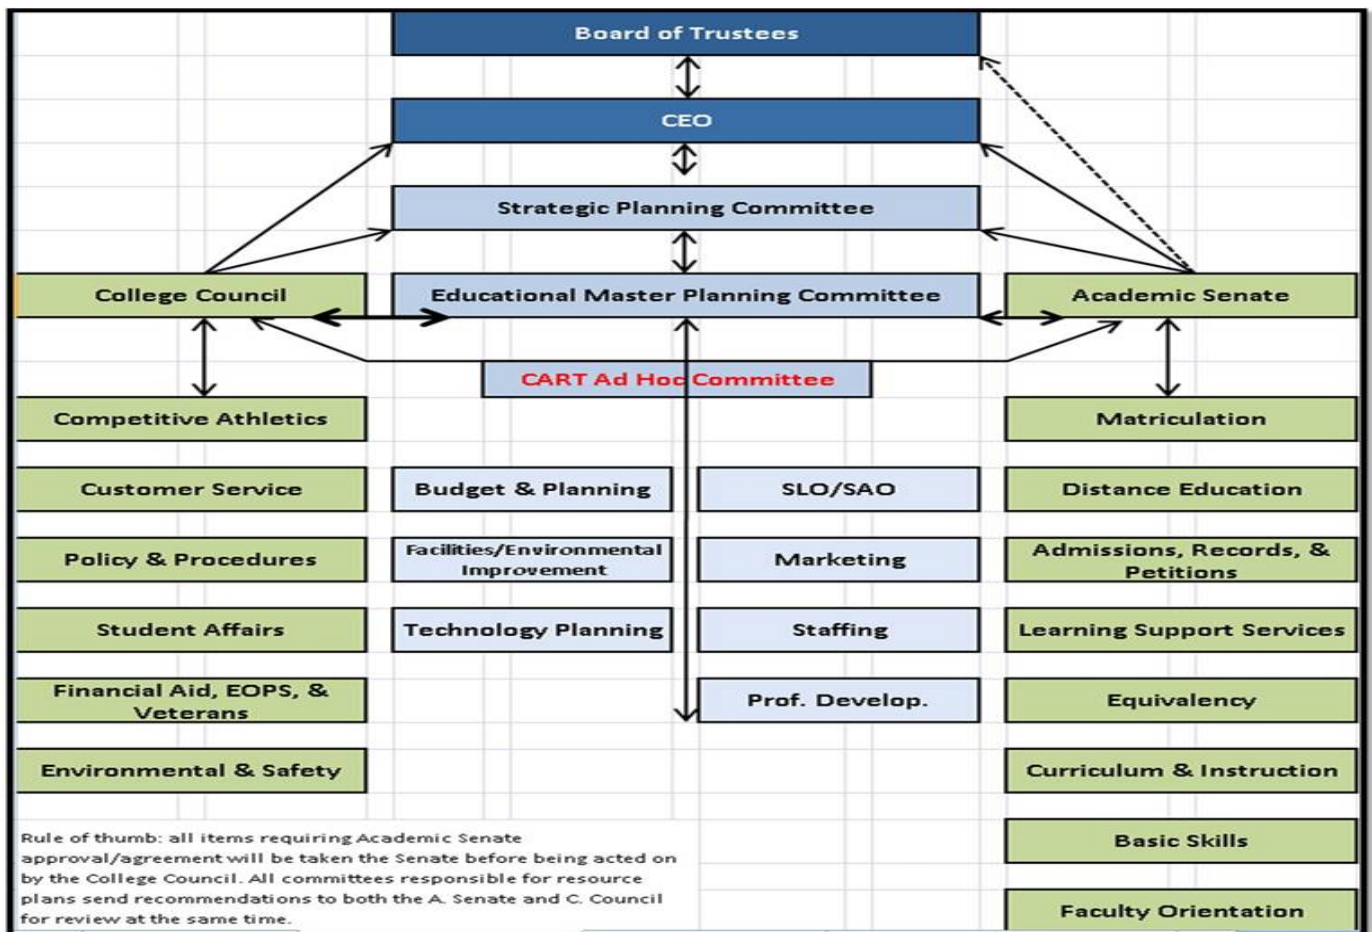 Board of Trustees
CEO
Strategic Planning Committee
College Council
Educational Master Planning Committee
Academic Senate
CART Ad Hoc Committee
Competitive Athletics
Matriculation
Customer Service
Budget & Planning
SLO/SAO
Distance Education
Policy & Procedures
Facilities/Environmental
Improvement
Marketing
Admissions, Records, &
Petitions
Student Affairs
Technology Planning
Staffing
Learning Support Services
Financial Aid, EOPS, &
Veterans
Prof. Develop.
Equivalency
Environmental & Safety
Curriculum & Instruction
Basic Skills
Faculty Orientation
Rule of thumb: all items requiring Academic Senate
approval/agreement will be taken the Senate before being acted on
by the College Council. All committees responsible for resource
plans send recommendations to both the A. Senate and C. Council
for review at the same time.